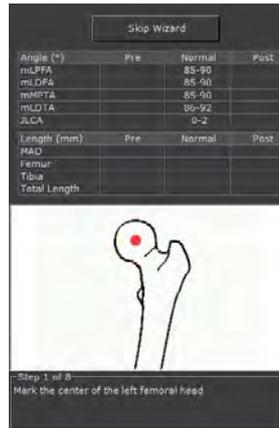 Skip Wizard
Angle (°) Pre Normal Post
mLPFA 85-90
mLDFA 85-90
mMPTA 85-90
mLDTA 86-92
JLCA 0-2
Length (mm) Pre Normal Post
MAD
Femur
Tibia
Total Length
Step 1 of 8
Mark the center of the left femoral head